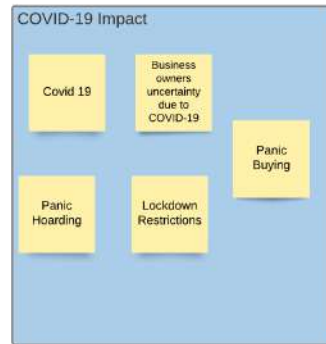 COVID-19 Impact
Covid 19
Business
owners
uncertainty
due to
COVID-19
Panic
Buying
Panic
Hoarding
Lockdown
Restrictions